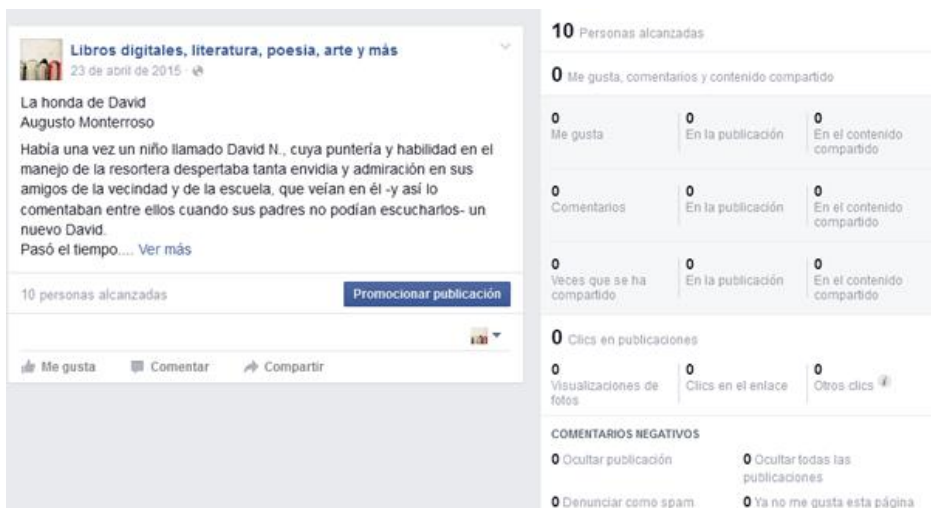 Libros digitales, literatura, poesía, arte y más
23 de abril de 2015 ·
La honda de David
Augusto Monterroso
Había una vez un niño llamado David N., cuya puntería y habilidad en el
manejo de la resortera despertaba tanta envidia y admiración en sus
amigos de la vecindad y de la escuela, que veían en él -y así lo
comentaban entre ellos cuando sus padres no podían escucharlos- un
nuevo David.
Pasó el tiempo.... Ver más
10 personas alcanzadas
Promocionar publicación
Me gusta Comentar Compartir
10 Personas alcanzadas
0 Me gusta, comentarios y contenido compartido
0 0 0
Me gusta En la publicación En el contenido
compartido
0 0 0
Comentarios En la publicación En el contenido
compartido
0 0 0
Veces que se ha En la publicación En el contenido
compartido compartido
0 Clics en publicaciones
0 0 0
Visualizaciones de Clics en el enlace Otros clics i
fotos
COMENTARIOS NEGATIVOS
0 Ocultar publicación 0 Ocultar todas las
publicaciones
0 Denunciar como spam 0 Ya no me gusta esta página